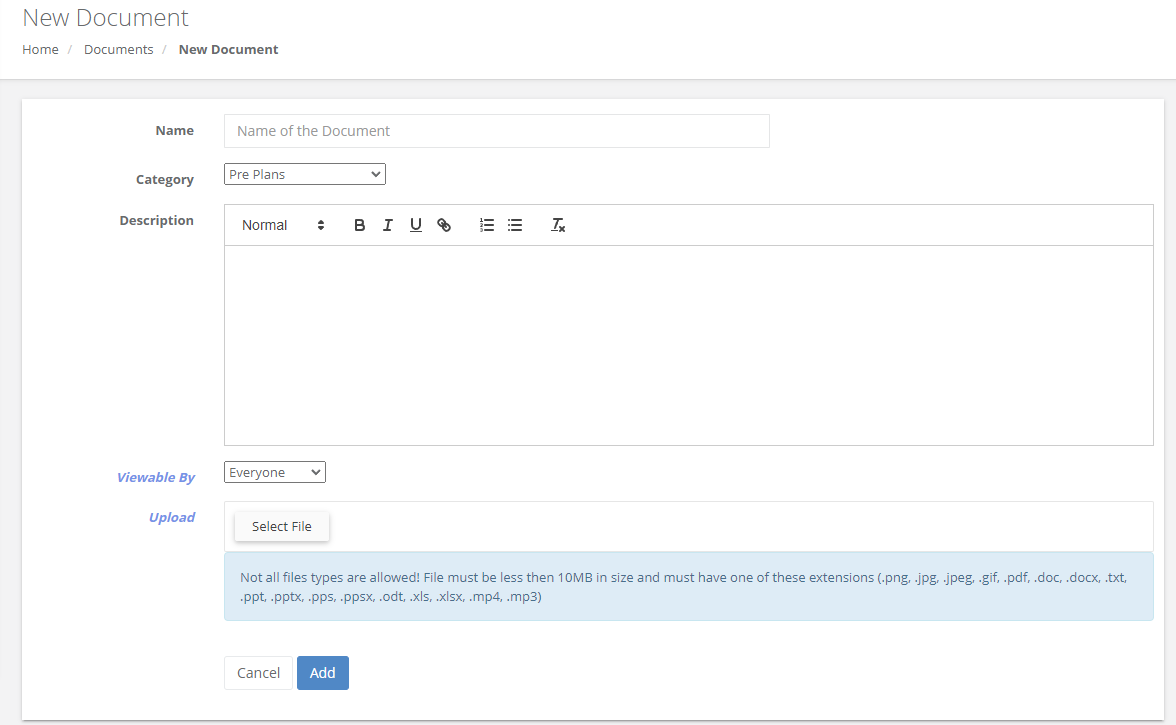 New Document
Home / Documents / New Document
Name Name of the Document
Category Pre Plans
Description Normal B I U Tx
Viewable By Everyone
Upload Select File
Not all files types are allowed! File must be less then 10MB in size and must have one of these extensions (.png, .jpg, .jpeg, .gif, .pdf, .doc, .docx, .txt,
.ppt, .pptx, .pps, .ppsx, .odt, .xls, .xlsx, .mp4, .mp3)
Cancel Add